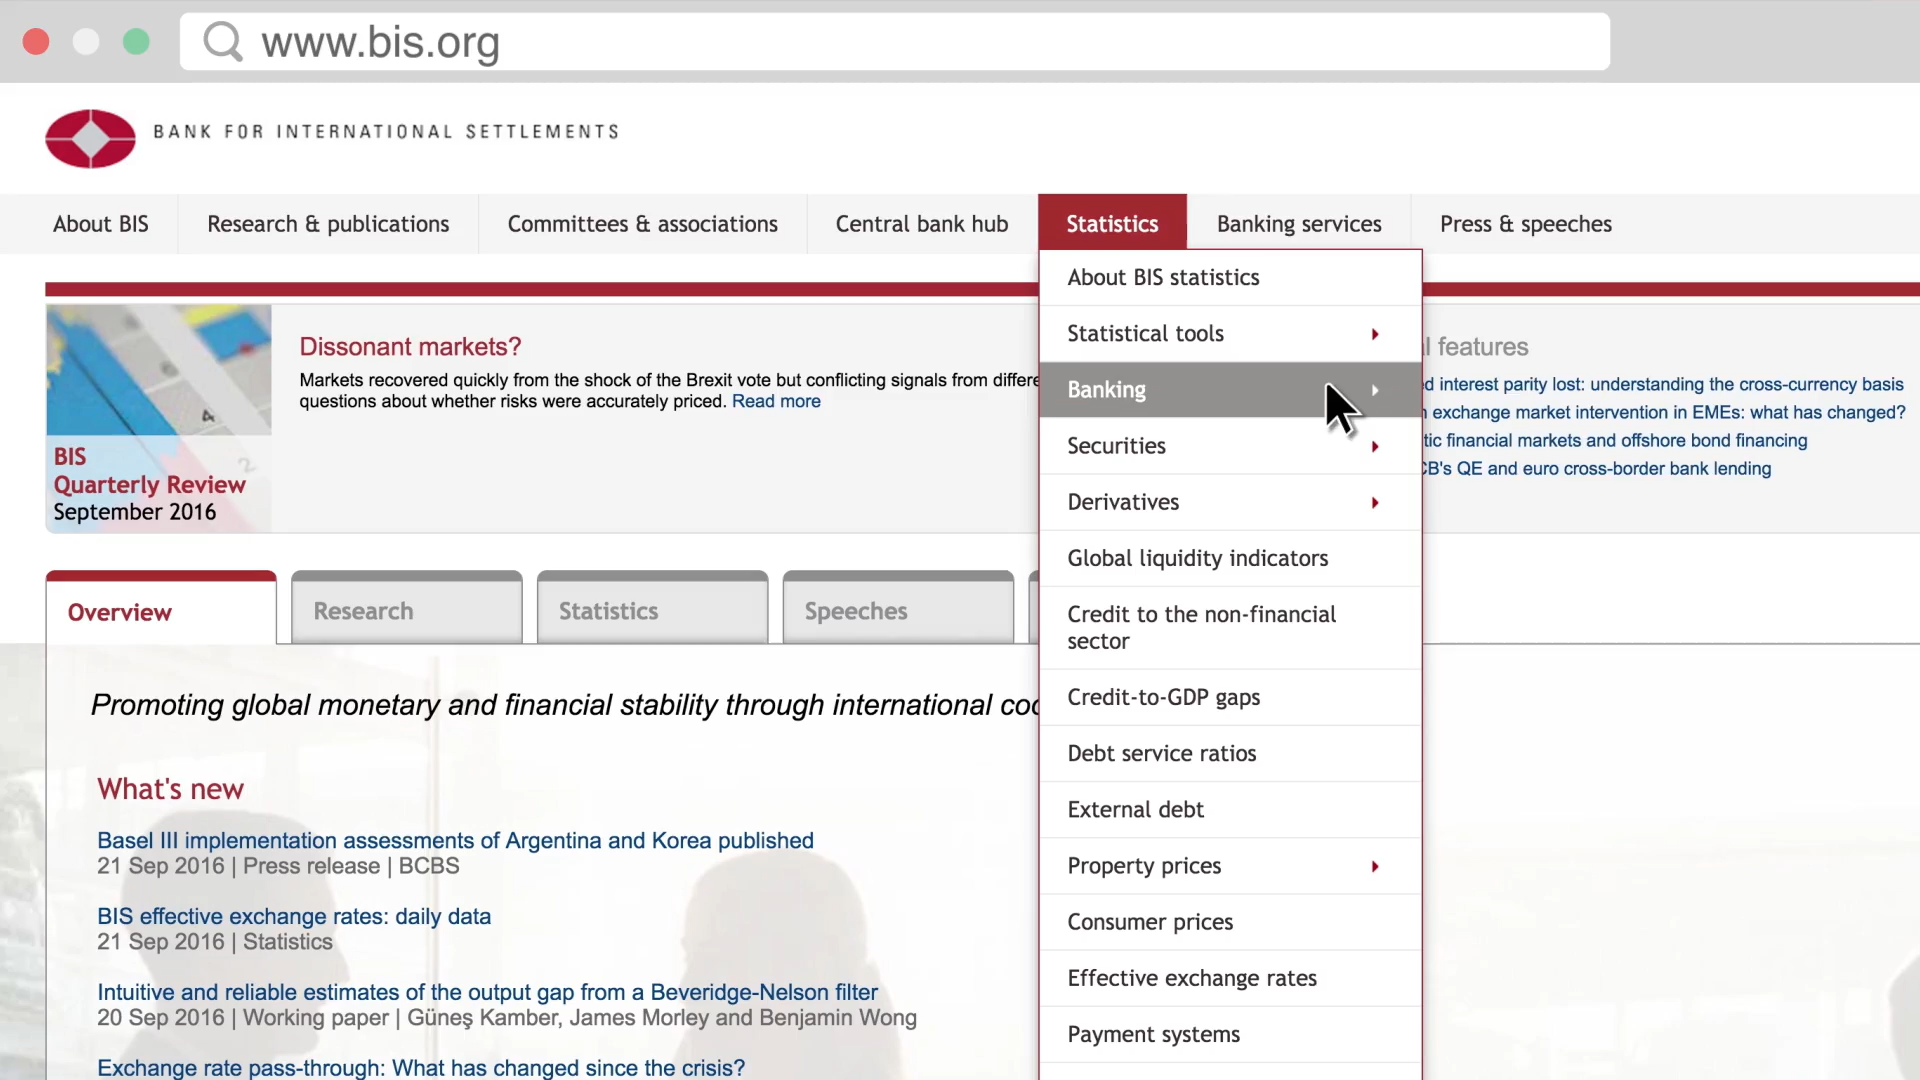 www.bis.org
BANK FOR INTERNATIONAL SETTLEMENTS
About BIS
Research & publications
Committees & associations
Central bank hub
Statistics
Banking services
Press & speeches
Dissonant markets?
Markets recovered quickly from the shock of the Brexit vote but conflicting signals from differe
questions about whether risks were accurately priced. Read more
4
2
BIS
Quarterly Review
September 2016
About BIS statistics
Statistical tools
Banking
Securities
Derivatives
Global liquidity indicators
Credit to the non-financial
sector
Credit-to-GDP gaps
Debt service ratios
External debt
Property prices
Consumer prices
Effective exchange rates
Payment systems
l features
d interest parity lost: understanding the cross-currency basis
n exchange market intervention in EMEs: what has changed?
tic financial markets and offshore bond financing
CB's QE and euro cross-border bank lending
Overview
Research
Statistics
Speeches
Promoting global monetary and financial stability through international coo
What's new
Basel III implementation assessments of Argentina and Korea published
21 Sep 2016 | Press release | BCBS
BIS effective exchange rates: daily data
21 Sep 2016 | Statistics
Intuitive and reliable estimates of the output gap from a Beveridge-Nelson filter
20 Sep 2016 | Working paper | Güneş Kamber, James Morley and Benjamin Wong
Exchange rate pass-through: What has changed since the crisis?